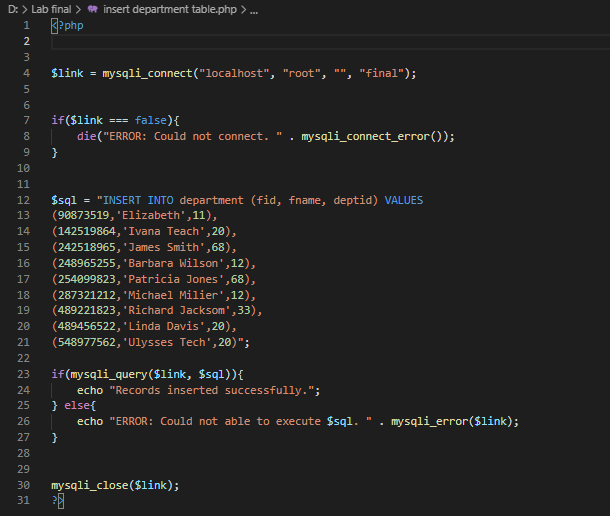 D: > Lab final > insert department table.php > ...
1 <?php
2
3
4 $link = mysqli_connect("localhost", "root", "", "final");
5
6
7 if($link === false){
8 die("ERROR: Could not connect. " . mysqli_connect_error());
9 }
10
11
12 $sql = "INSERT INTO department (fid, fname, deptid) VALUES
13 (90873519,'Elizabeth',11),
14 (142519864,'Ivana Teach',20),
15 (242518965,'James Smith',68),
16 (248965255,'Barbara Wilson',12),
17 (254099823,'Patricia Jones',68),
18 (287321212,'Michael Milier',12),
19 (489221823,'Richard Jacksom',33),
20 (489456522,'Linda Davis',20),
21 (548977562,'Ulysses Tech',20)";
22
23 if(mysqli_query($link, $sql)){
24 echo "Records inserted successfully.";
25 } else{
26 echo "ERROR: Could not able to execute $sql. " . mysqli_error($link);
27 }
28
29
30 mysqli_close($link);
31 ?>